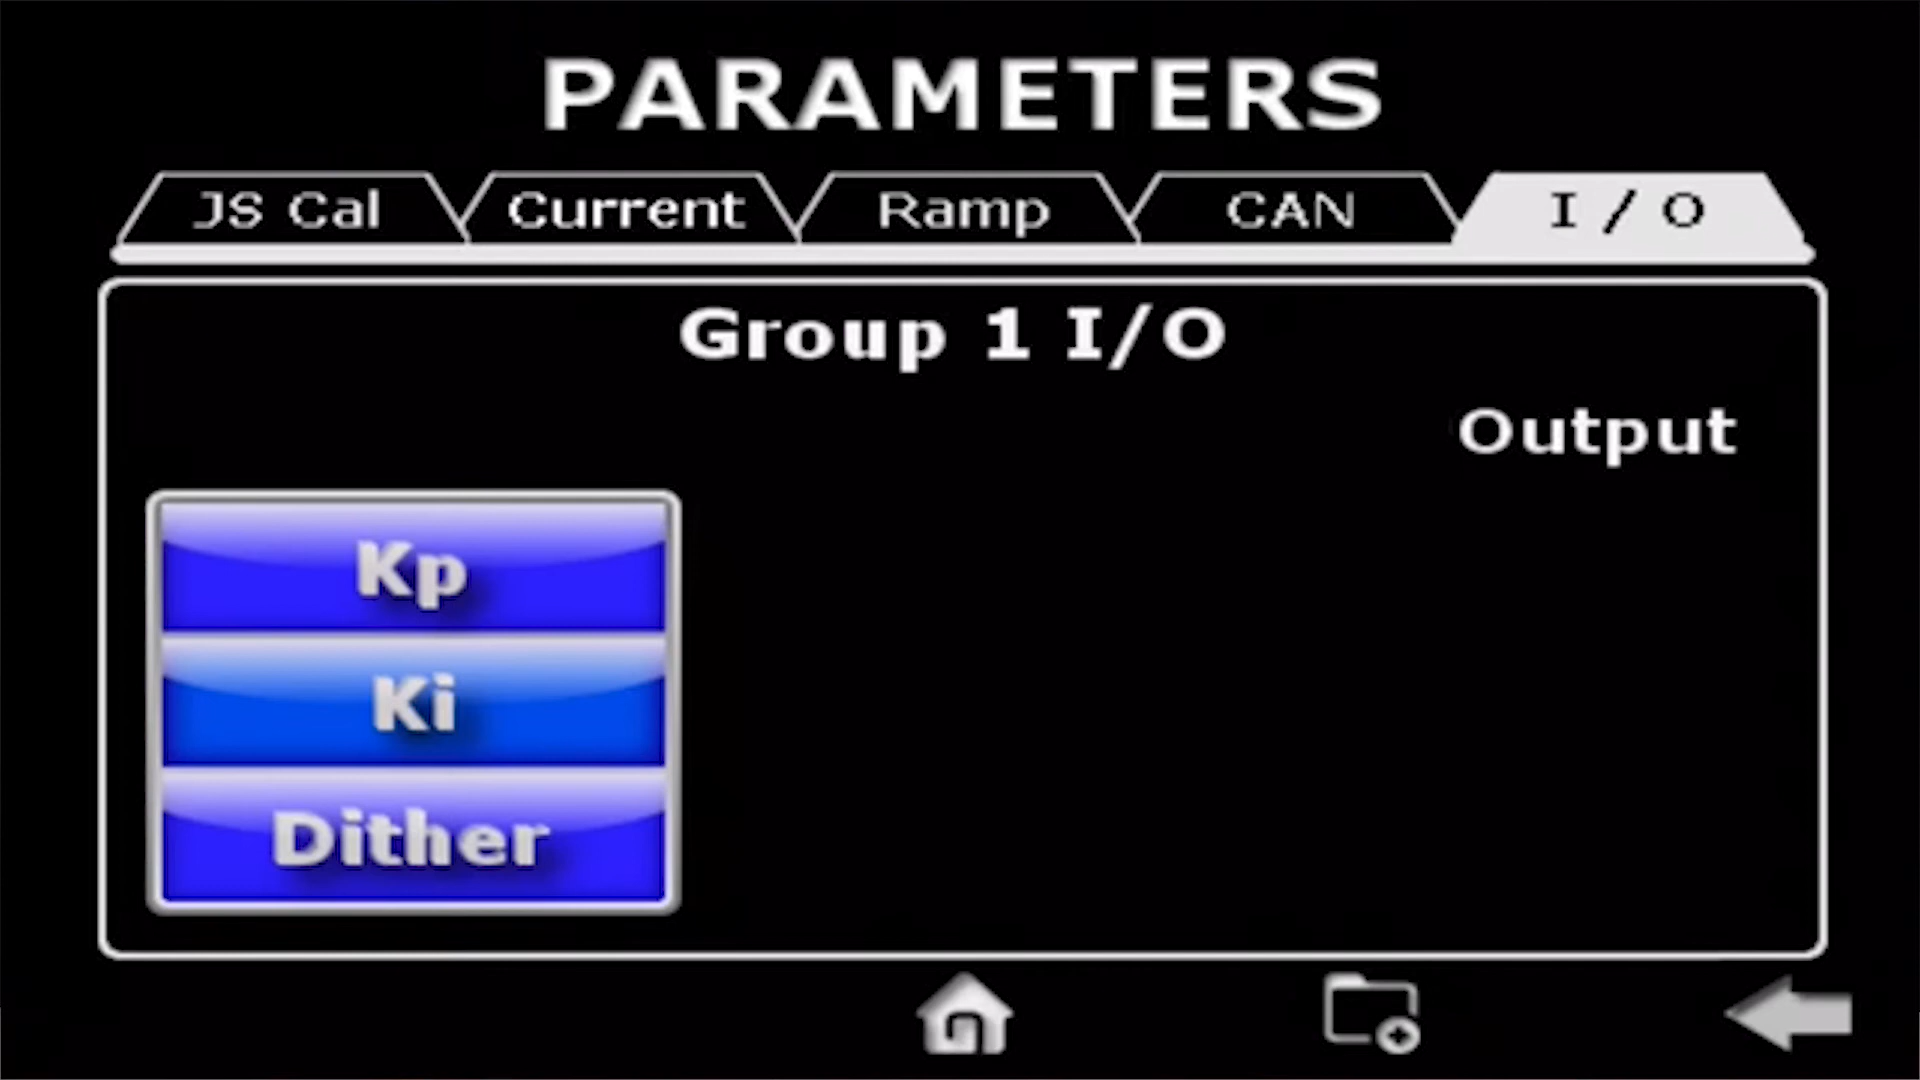 PARAMETERS
JS Cal Current Ramp CAN I / O
Group 1 I/O
Output
Kp
Ki
Dither